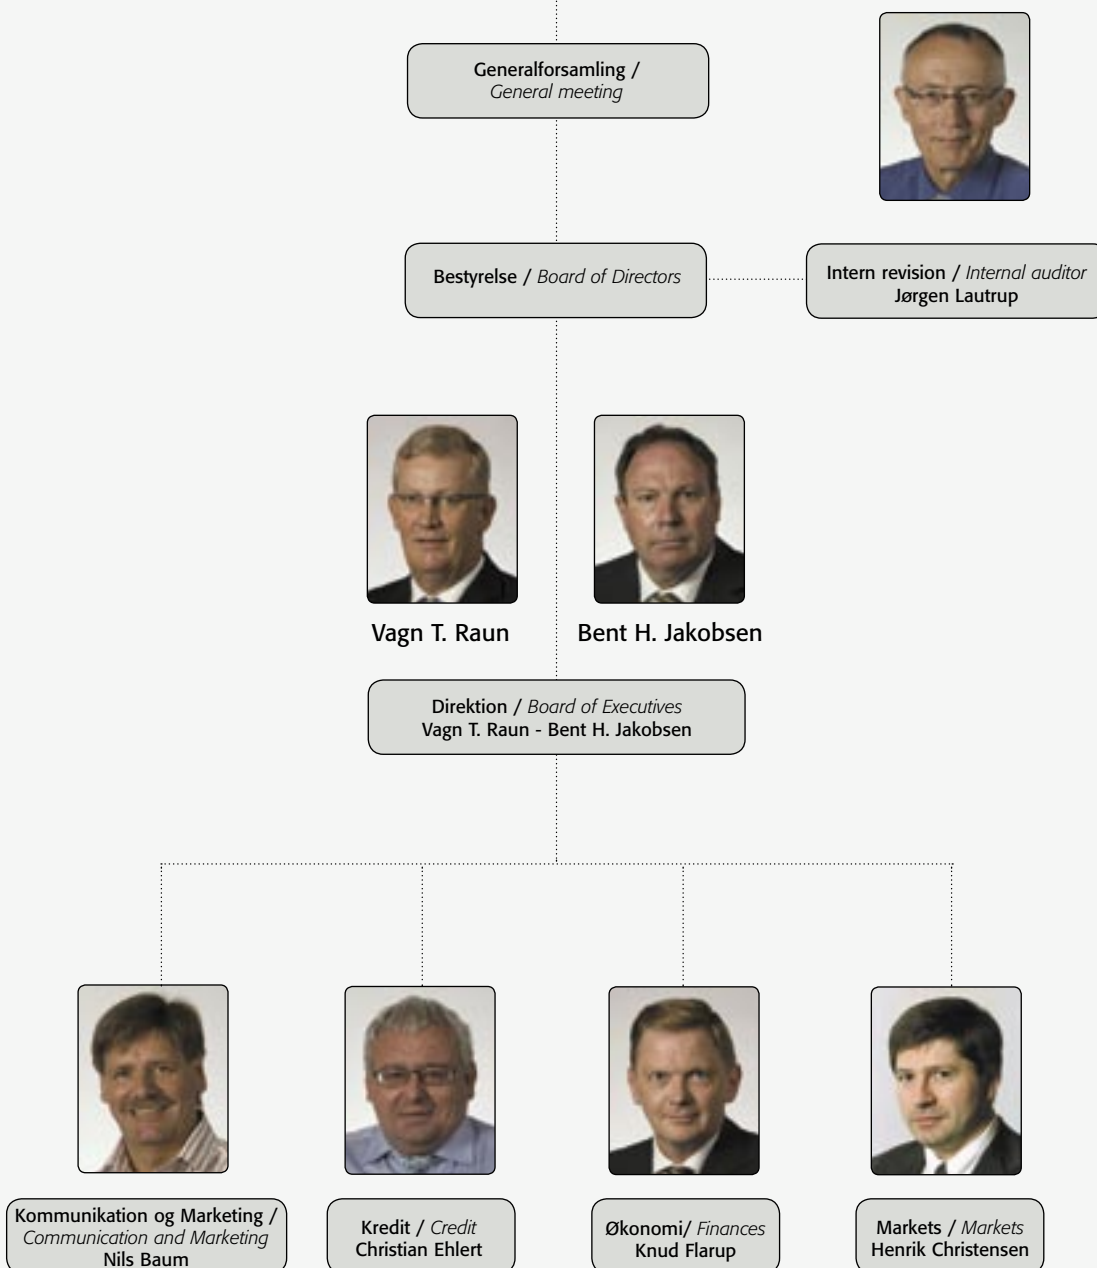 Generalforsamling /
General meeting
Bestyrelse / Board of Directors
Intern revision / Internal auditor
Jørgen Lautrup
Vagn T. Raun
Bent H. Jakobsen
Direktion / Board of Executives
Vagn T. Raun - Bent H. Jakobsen
Kommunikation og Marketing /
Communication and Marketing
Nils Baum
Kredit / Credit
Christian Ehlert
Økonomi/ Finances
Knud Flarup
Markets / Markets
Henrik Christensen